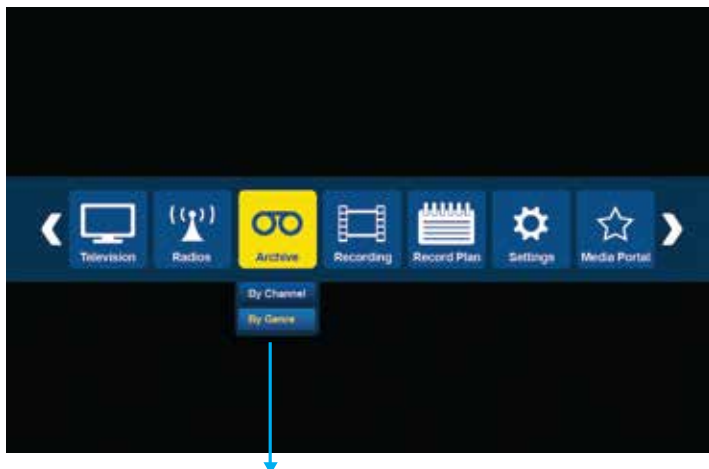 Television Radios Archive Recording Record Plan Settings Media Portal
By Channel
By Genre